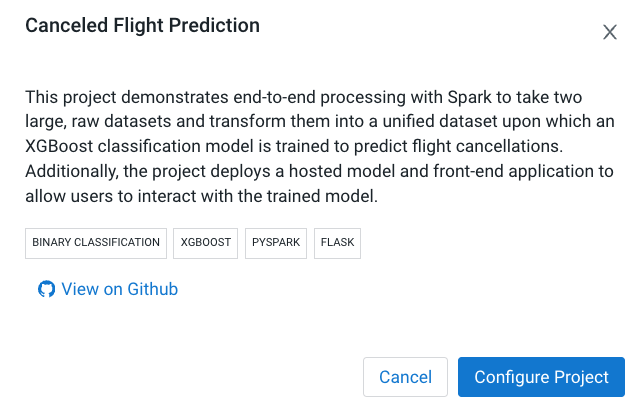 Canceled Flight Prediction
This project demonstrates end-to-end processing with Spark to take two
large, raw datasets and transform them into a unified dataset upon which an
XGBoost classification model is trained to predict flight cancellations.
Additionally, the project deploys a hosted model and front-end application to
allow users to interact with the trained model.
BINARY CLASSIFICATION XGBOOST PYSPARK FLASK
View on Github
Cancel Configure Project